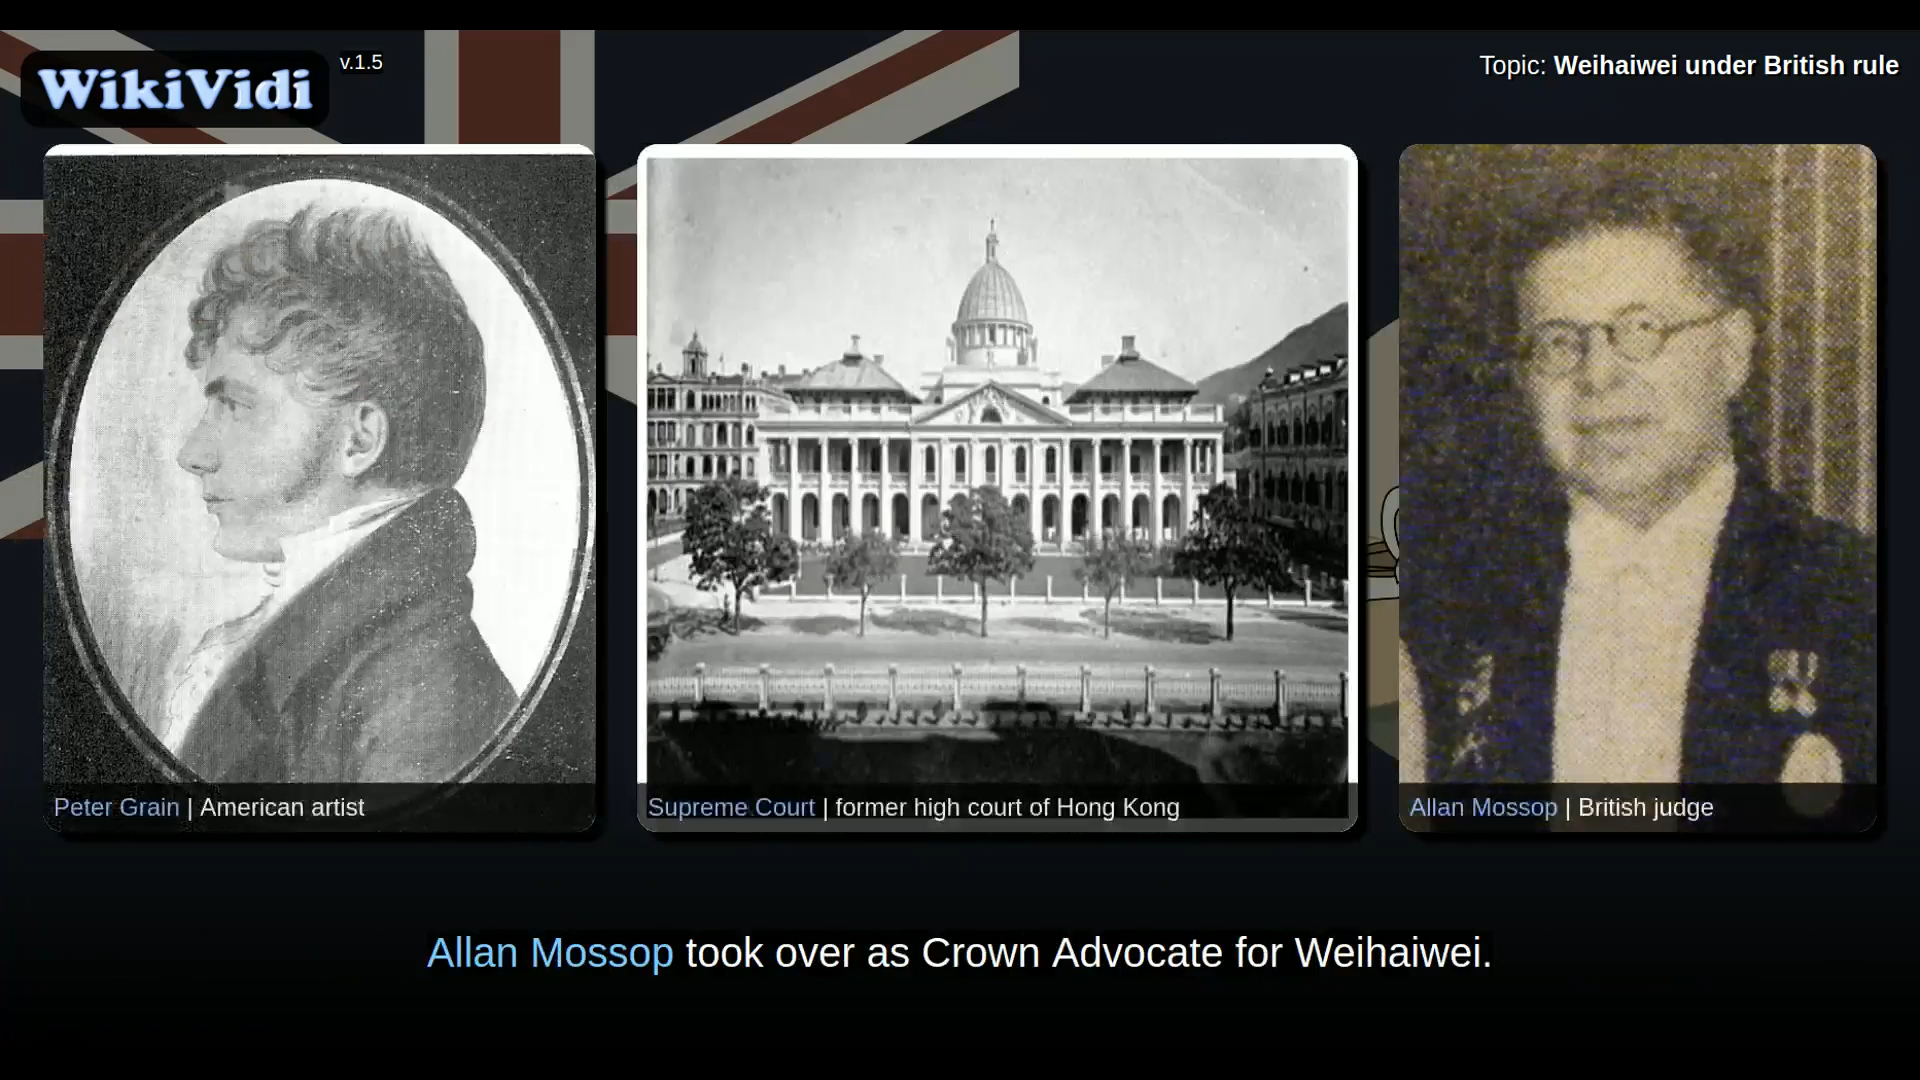 WikiVidi
v.1.5
Topic: Weihaiwei under British rule
Peter Grain | American artist
Supreme Court | former high court of Hong Kong
Allan Mossop | British judge
Allan Mossop took over as Crown Advocate for Weihaiwei.